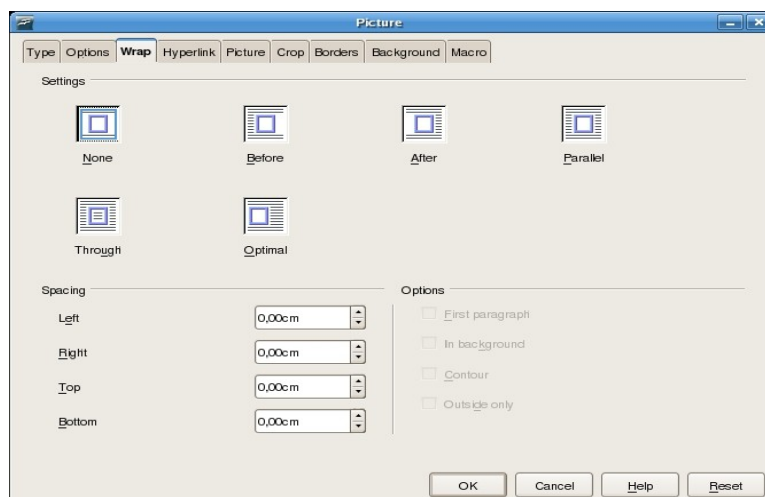 Picture
Type Options Wrap Hyperlink Picture Crop Borders Background Macro
Settings
None Before After Parallel
Through Optimal
Spacing Options
Left 0,00cm First paragraph
Right 0,00cm In background
Top 0,00cm Contour
Bottom 0,00cm Outside only
OK Cancel Help Reset